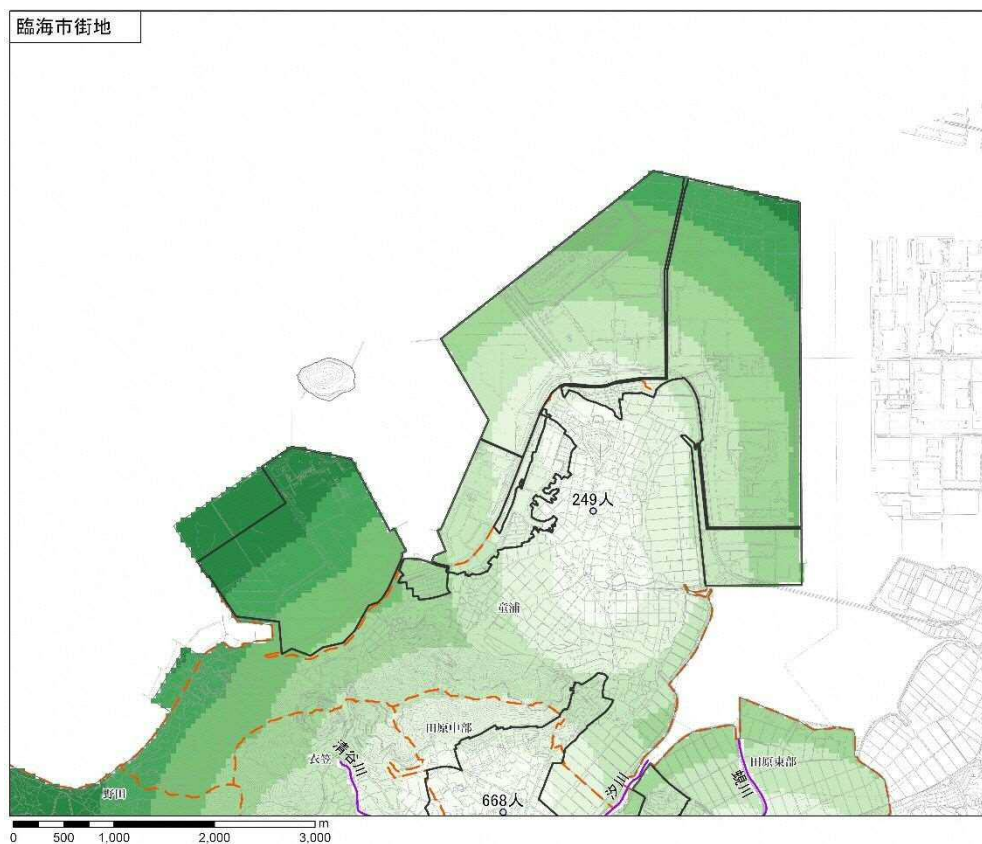 臨海市街地
249人
童浦
田原中部
衣笠
清谷川
汐川
蜆川
田原東部
野田
668人
m
0 500 1,000 2,000 3,000